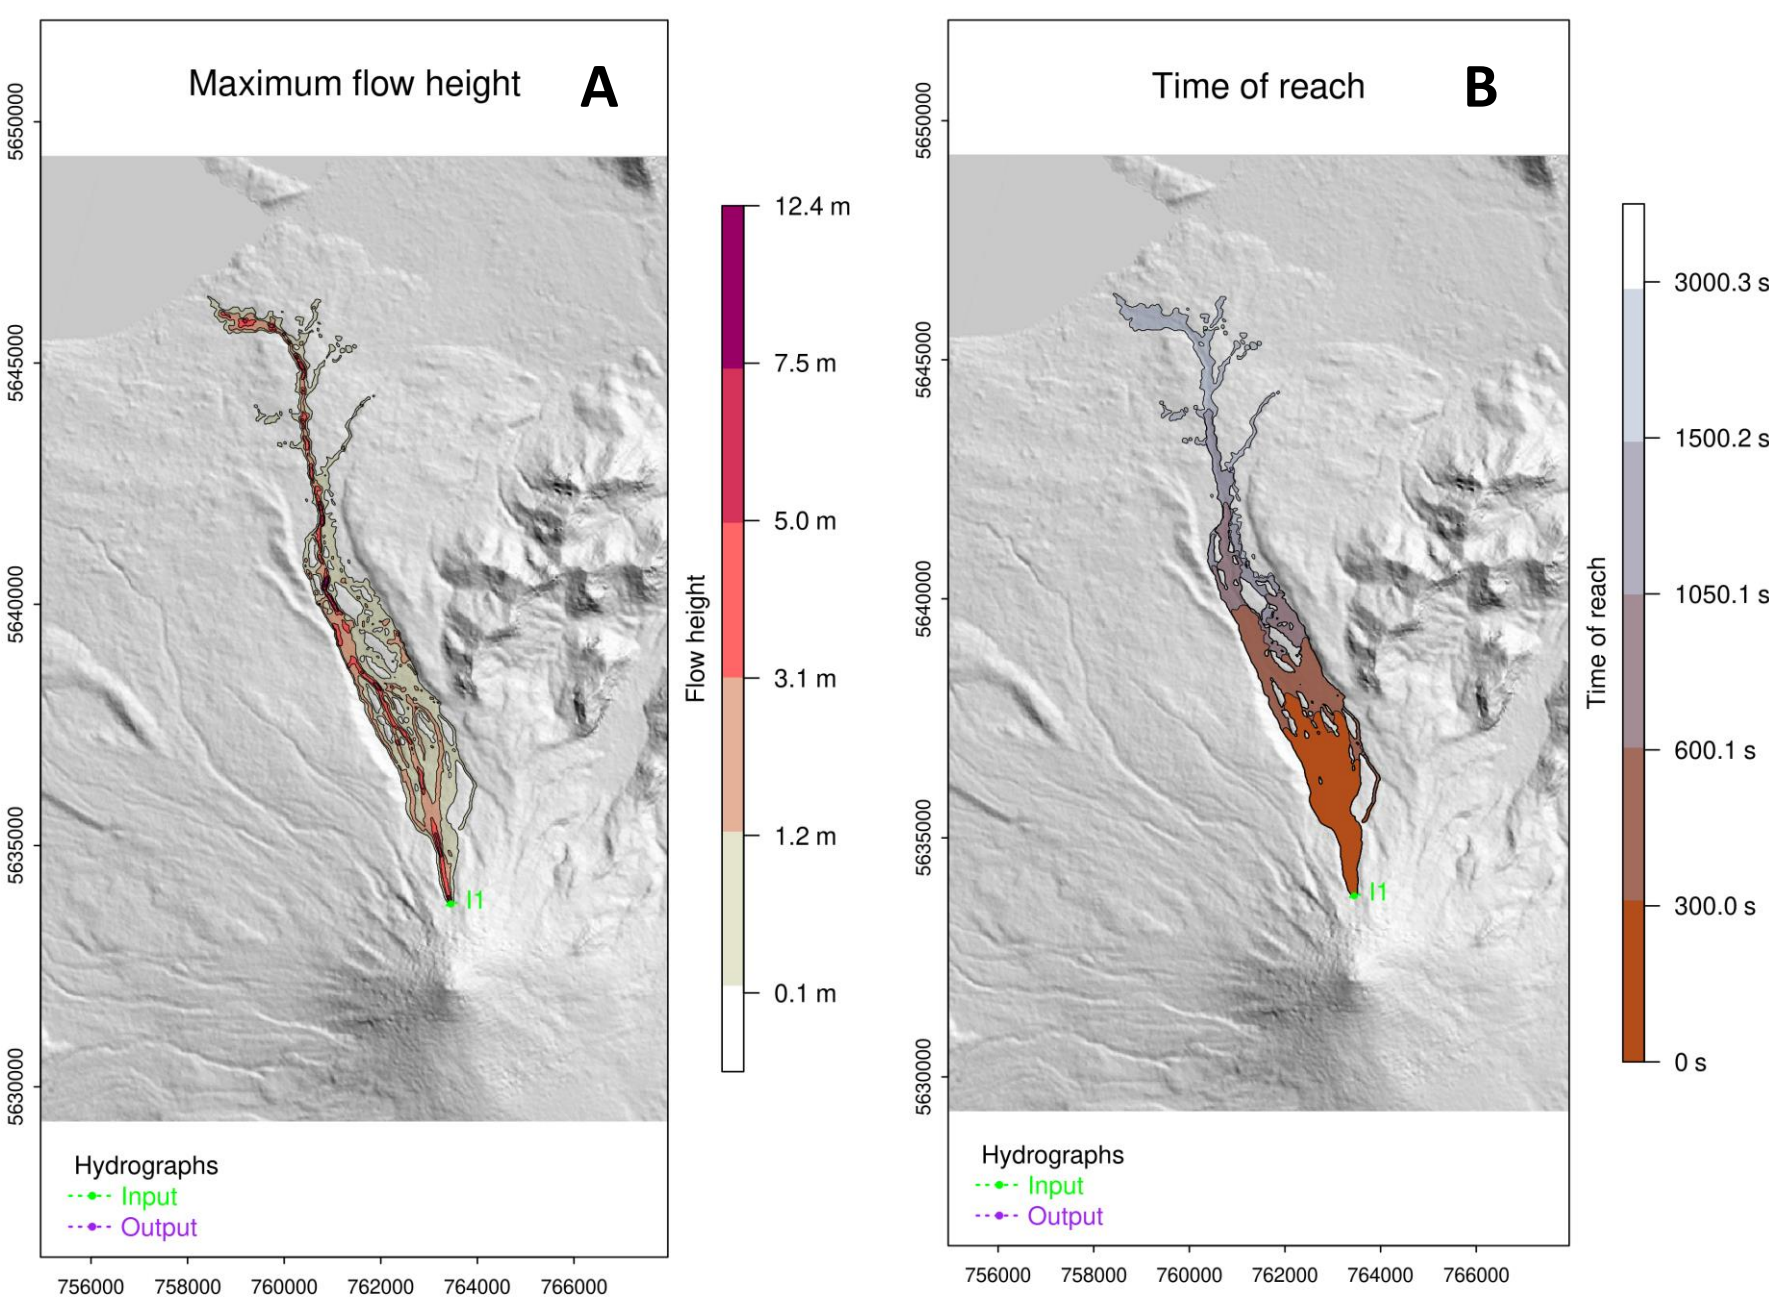 Maximum flow height A
5650000
5645000
5640000
5635000
5630000
12.4 m
7.5 m
5.0 m
3.1 m
1.2 m
0.1 m
Flow height
I1
Hydrographs
Input
Output
756000 758000 760000 762000 764000 766000
Time of reach B
5650000
5645000
5640000
5635000
5630000
3000.3 s
1500.2 s
1050.1 s
600.1 s
300.0 s
0 s
Time of reach
I1
Hydrographs
Input
Output
756000 758000 760000 762000 764000 766000